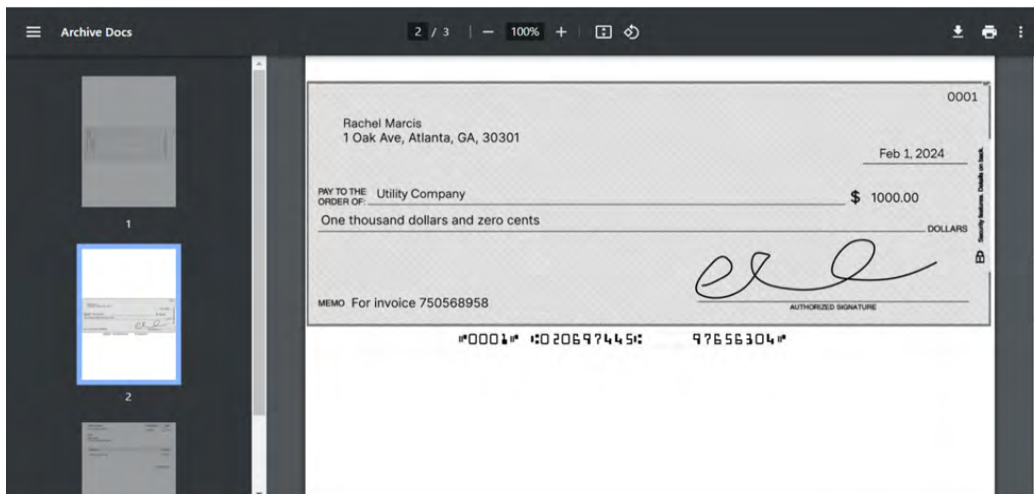 Archive Docs
2 / 3
100%
1
2
0001
Rachel Marcis
1 Oak Ave, Atlanta, GA, 30301
Feb 1, 2024
PAY TO THE
ORDER OF:
Utility Company
$ 1000.00
One thousand dollars and zero cents
DOLLARS
Security features. Details on back.
MEMO For invoice 750568958
AUTHORIZED SIGNATURE
⑈0001⑈ ⑆020697445⑆ 97656304⑈